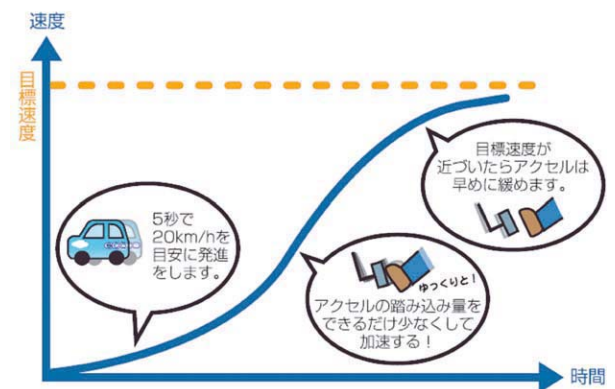 速度
目標速度
5秒で
20km/hを
目安に発進
をします。
ゆっくりと!
アクセルの踏み込み量を
できるだけ少なくして
加速する!
目標速度が
近づいたらアクセルは
早めに緩めます。
時間